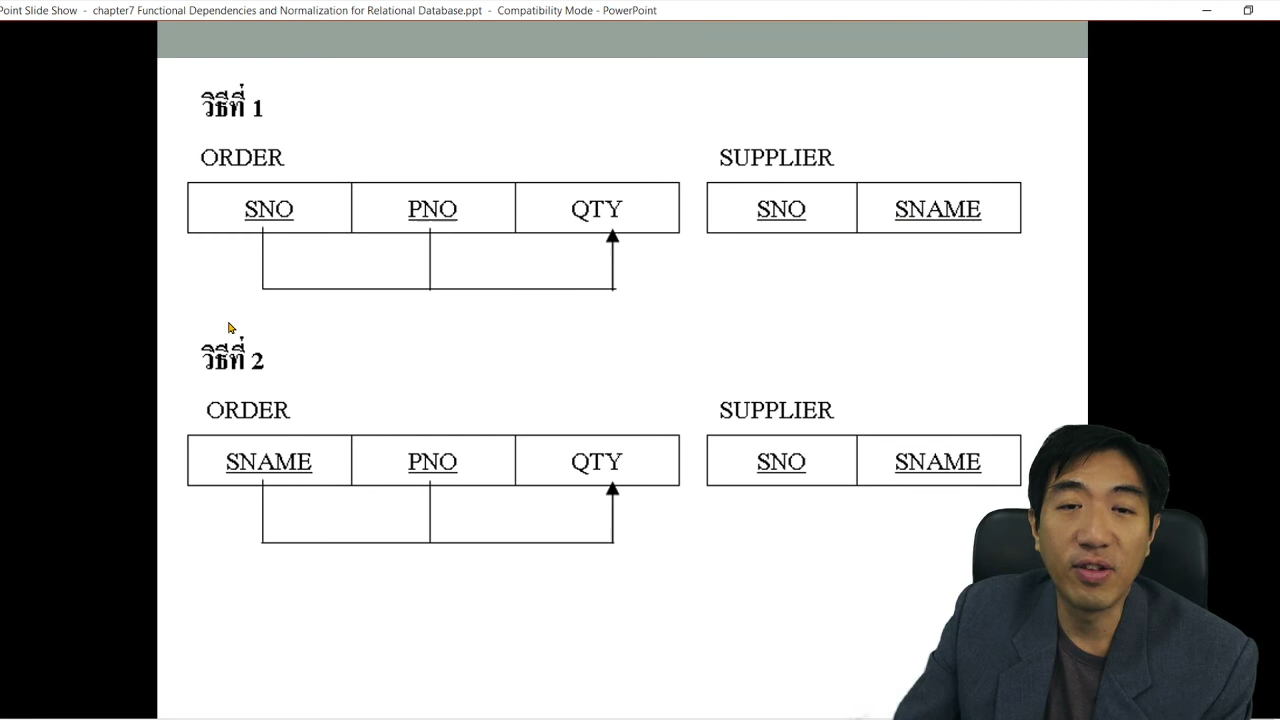 Point Slide Show - chapter7 Functional Dependencies and Normalization for Relational Database.ppt - Compatibility Mode - PowerPoint
วิธีที่ 1
ORDER SUPPLIER
SNO PNO QTY SNO SNAME
วิธีที่ 2
ORDER SUPPLIER
SNAME PNO QTY SNO SNAME